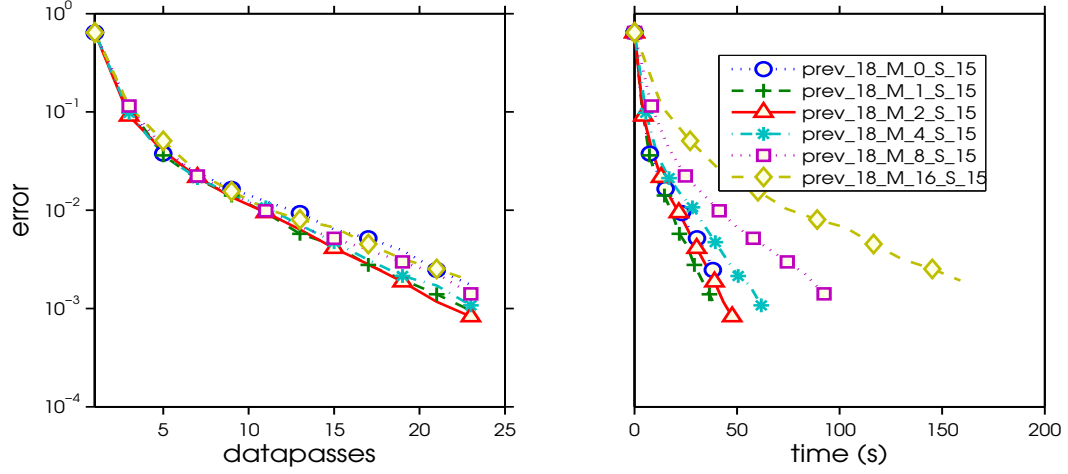 10^0
10^-1
10^-2
10^-3
10^-4
error
5
10
15
20
25
datapasses
prev_18_M_0_S_15
prev_18_M_1_S_15
prev_18_M_2_S_15
prev_18_M_4_S_15
prev_18_M_8_S_15
prev_18_M_16_S_15
0
50
100
150
200
time (s)